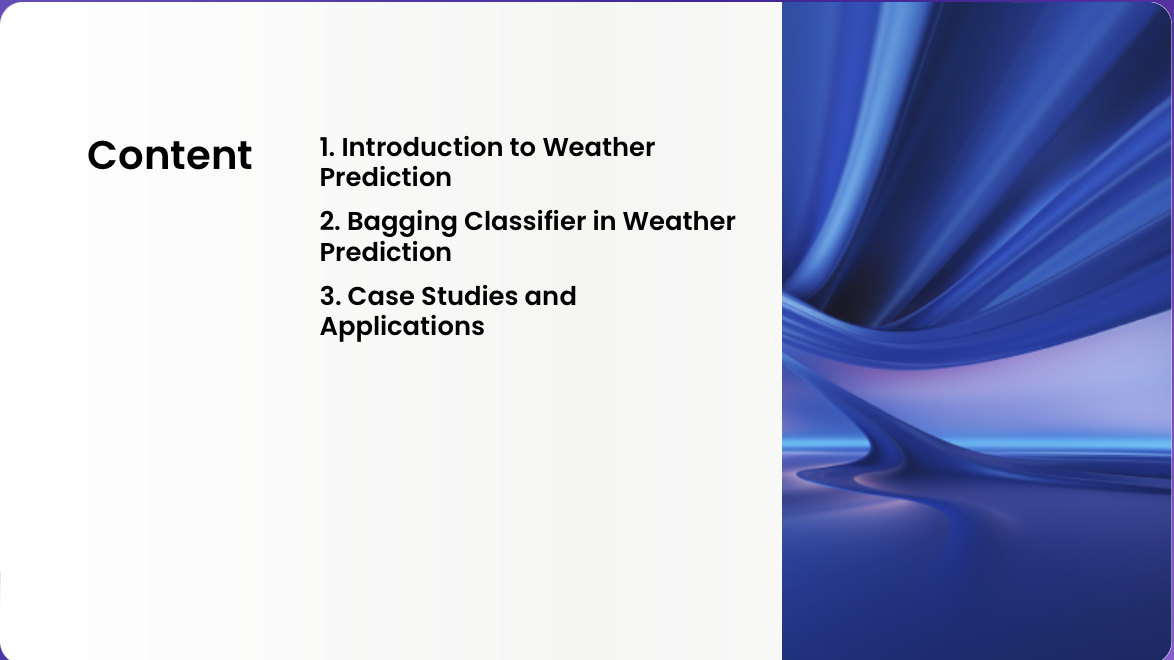 Content
1. Introduction to Weather
Prediction
2. Bagging Classifier in Weather
Prediction
3. Case Studies and
Applications